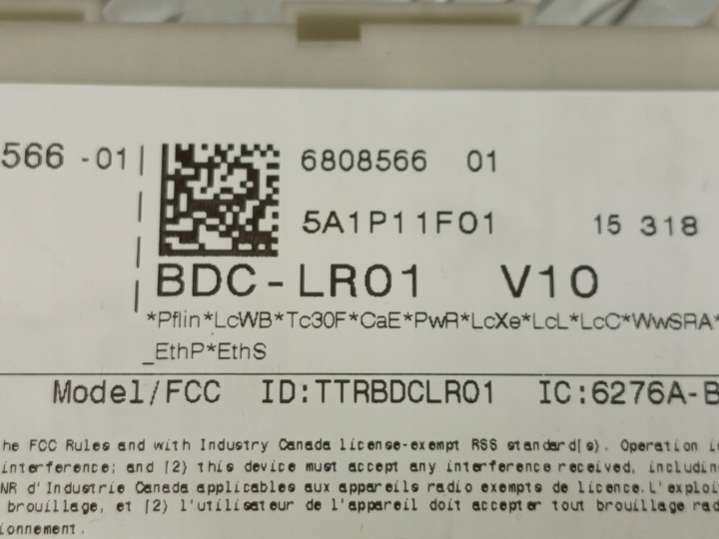 566 -01 6808566 01
5A1P11F01 15 318
BDC-LR01 V10
*Pflin*LcWB*Tc30F*CaE*PwR*LcXe*LcL*LcC*WwSRA*
_EthP*EthS
Model/FCC ID:TTRBDCLR01 IC:6276A-B
he FCC Rules and with Industry Canada license-exempt RSS standard(s). Operation i
interference; and (2) this device must accept any interference received, including
NR d'Industrie Canada applicables aux appareils radio exempts de licence.L'exploit
brouillage, et (2) l'utilisateur de l'appareil doit accepter tout brouillage rad
ionnement.